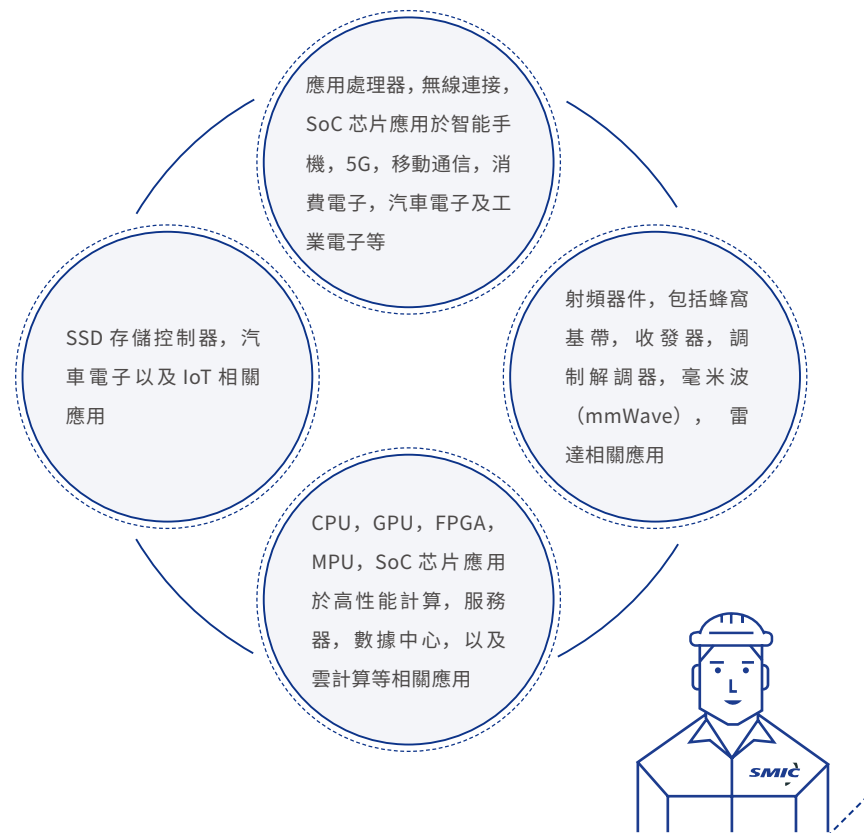 應用處理器，無線連接，
SoC 芯片應用於智能手
機，5G，移動通信，消
費電子，汽車電子及工
業電子等
SSD 存儲控制器，汽
車電子以及 IoT 相關
應用
射頻器件，包括蜂窩
基帶，收發器，調
制解調器，毫米波
（mmWave），雷
達相關應用
CPU，GPU，FPGA，
MPU，SoC 芯片應用
於高性能計算，服務
器，數據中心，以及
雲計算等相關應用
SMIC